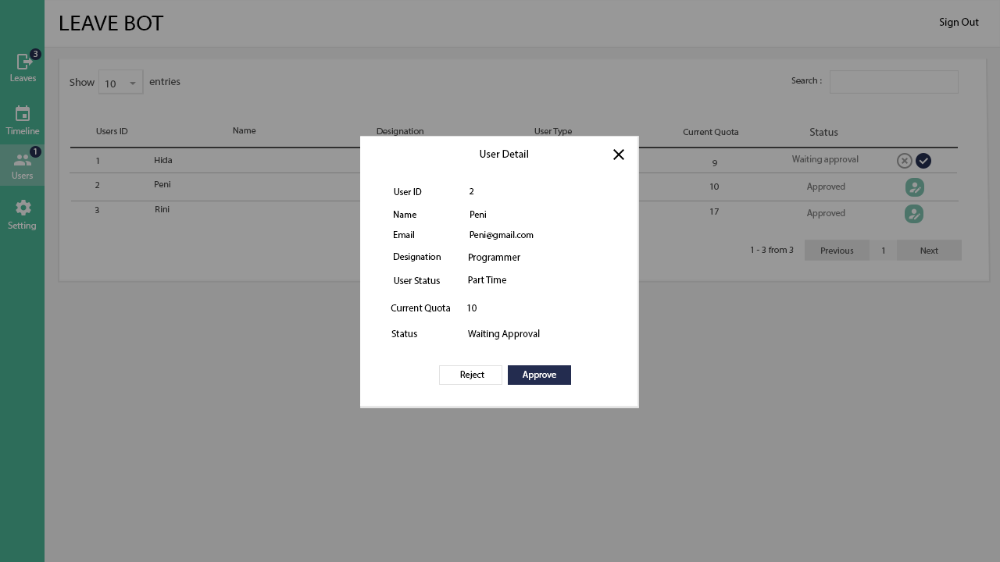 LEAVE BOT
Sign Out
3
Leaves
Timeline
1
Users
Setting
Show 10 entries
Search :
Users ID Name Designation User Type Current Quota Status
1 Hida 9 Waiting approval
2 Peni 10 Approved
3 Rini 17 Approved
1 - 3 from 3 Previous 1 Next
User Detail
User ID 2
Name Peni
Email Peni@gmail.com
Designation Programmer
User Status Part Time
Current Quota 10
Status Waiting Approval
Reject Approve